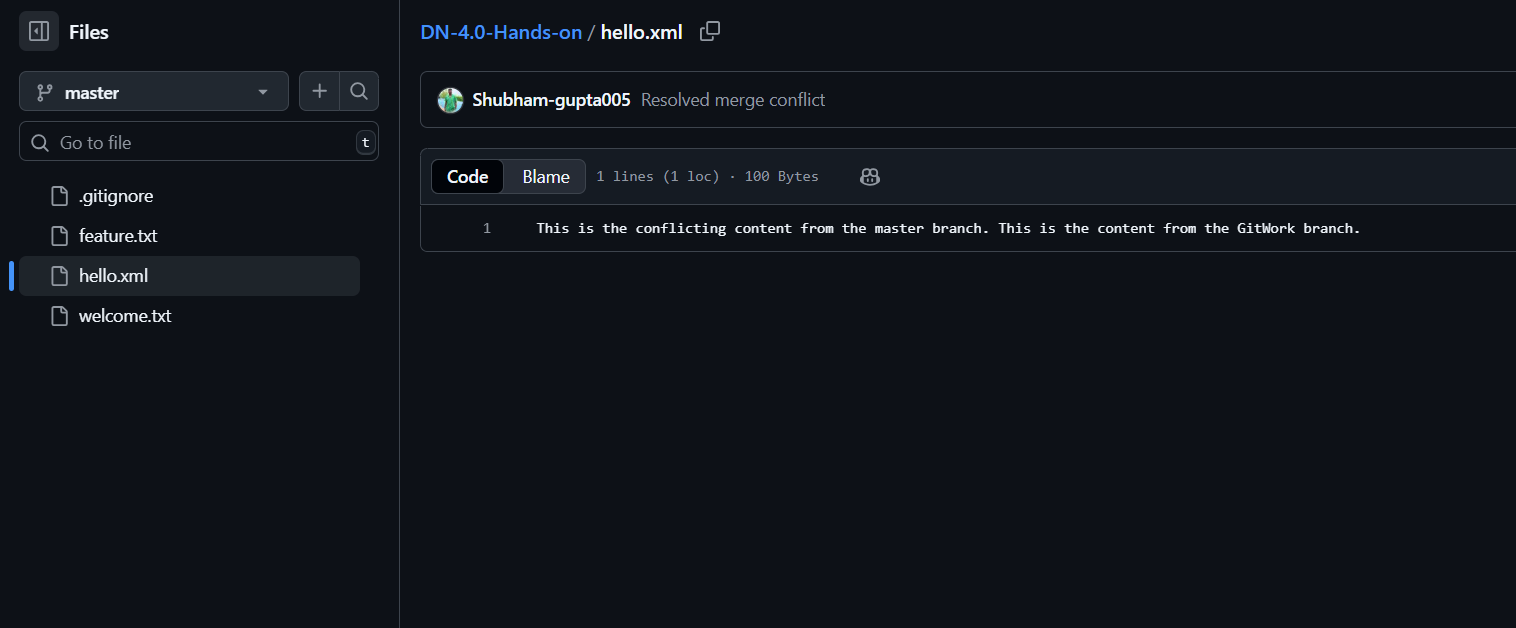 Files
master
Go to file
t
.gitignore
feature.txt
hello.xml
welcome.txt
DN-4.0-Hands-on / hello.xml
Shubham-gupta005 Resolved merge conflict
Code Blame 1 lines (1 loc) · 100 Bytes
1 This is the conflicting content from the master branch. This is the content from the GitWork branch.